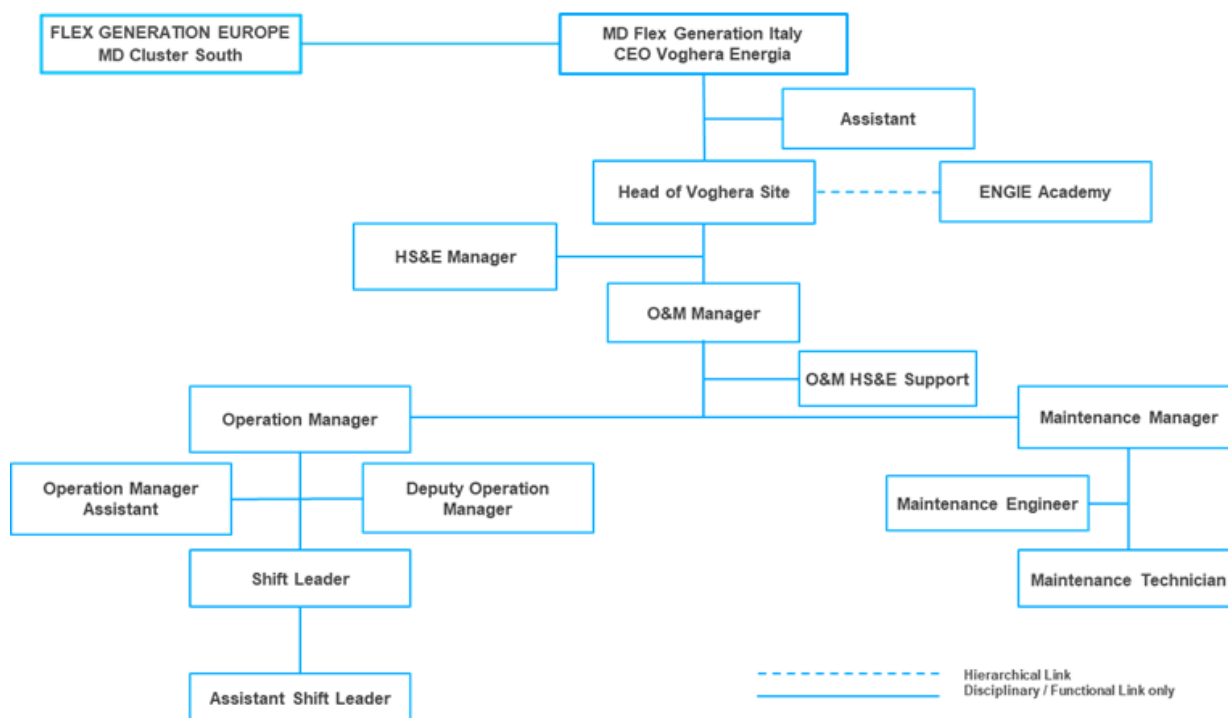 FLEX GENERATION EUROPE
MD Cluster South
MD Flex Generation Italy
CEO Voghera Energia
Assistant
Head of Voghera Site
ENGIE Academy
HS&E Manager
O&M Manager
O&M HS&E Support
Operation Manager
Maintenance Manager
Operation Manager
Assistant
Deputy Operation
Manager
Maintenance Engineer
Shift Leader
Maintenance Technician
Assistant Shift Leader
Hierarchical Link
Disciplinary / Functional Link only